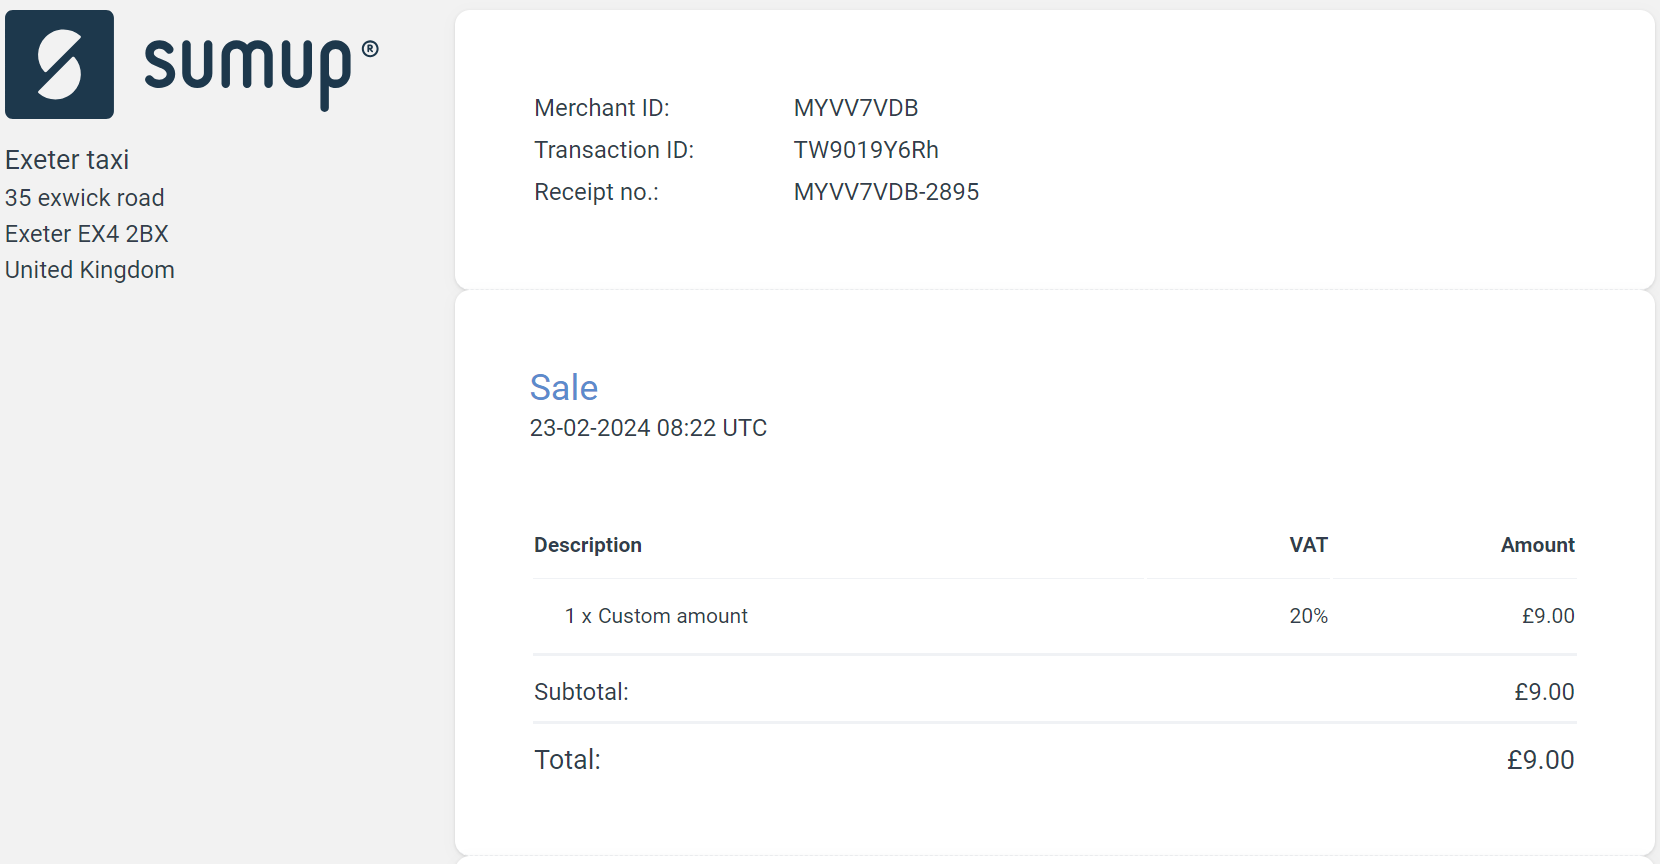 sumup®
Exeter taxi
35 exwick road
Exeter EX4 2BX
United Kingdom
Merchant ID: MYVV7VDB
Transaction ID: TW9019Y6Rh
Receipt no.: MYVV7VDB-2895
Sale
23-02-2024 08:22 UTC
Description VAT Amount
1 x Custom amount 20% £9.00
Subtotal: £9.00
Total: £9.00